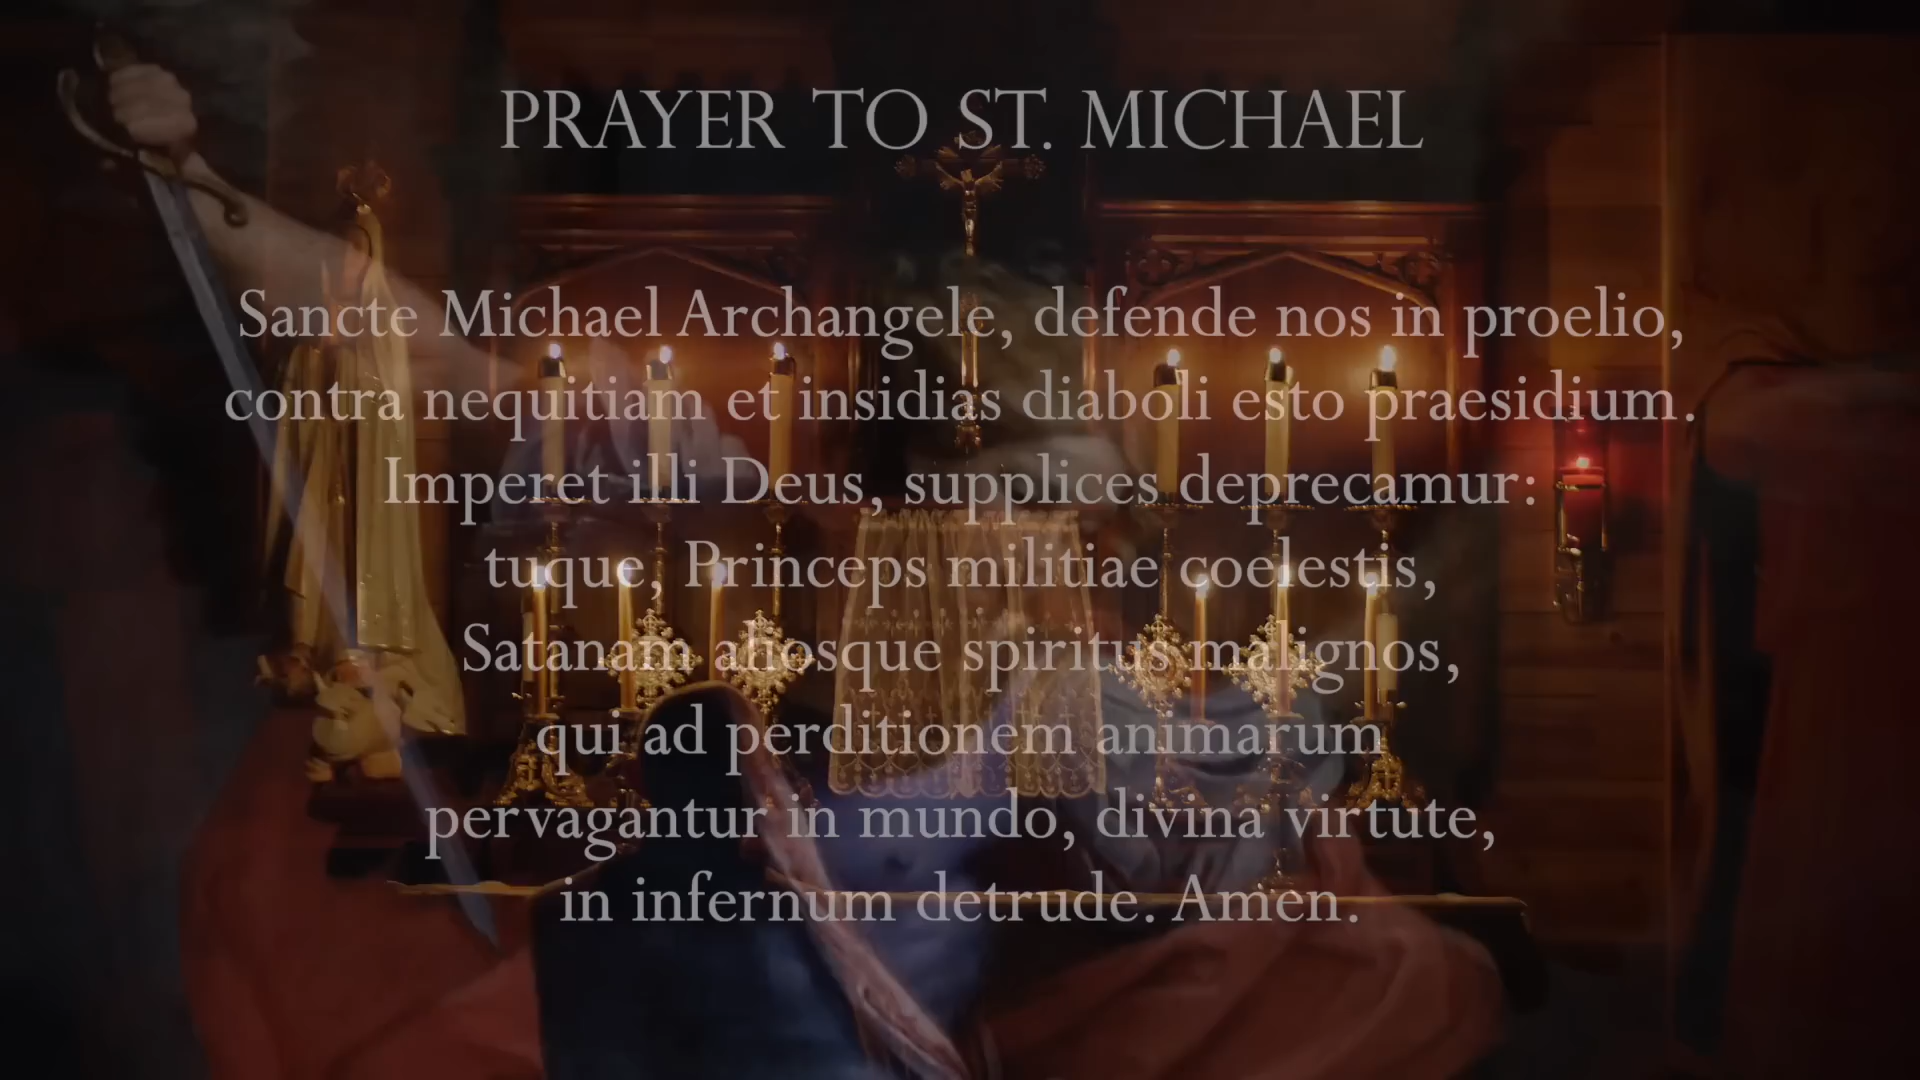 PRAYER TO ST. MICHAEL
Sancte Michael Archangele, defende nos in proelio,
contra nequitiam et insidias diaboli esto praesidium.
Imperet illi Deus, supplices deprecamur:
tuque, Princeps militiae coelestis,
Satanam aliosque spiritus malignos,
qui ad perditionem animarum
pervagantur in mundo, divina virtute,
in infernum detrude. Amen.